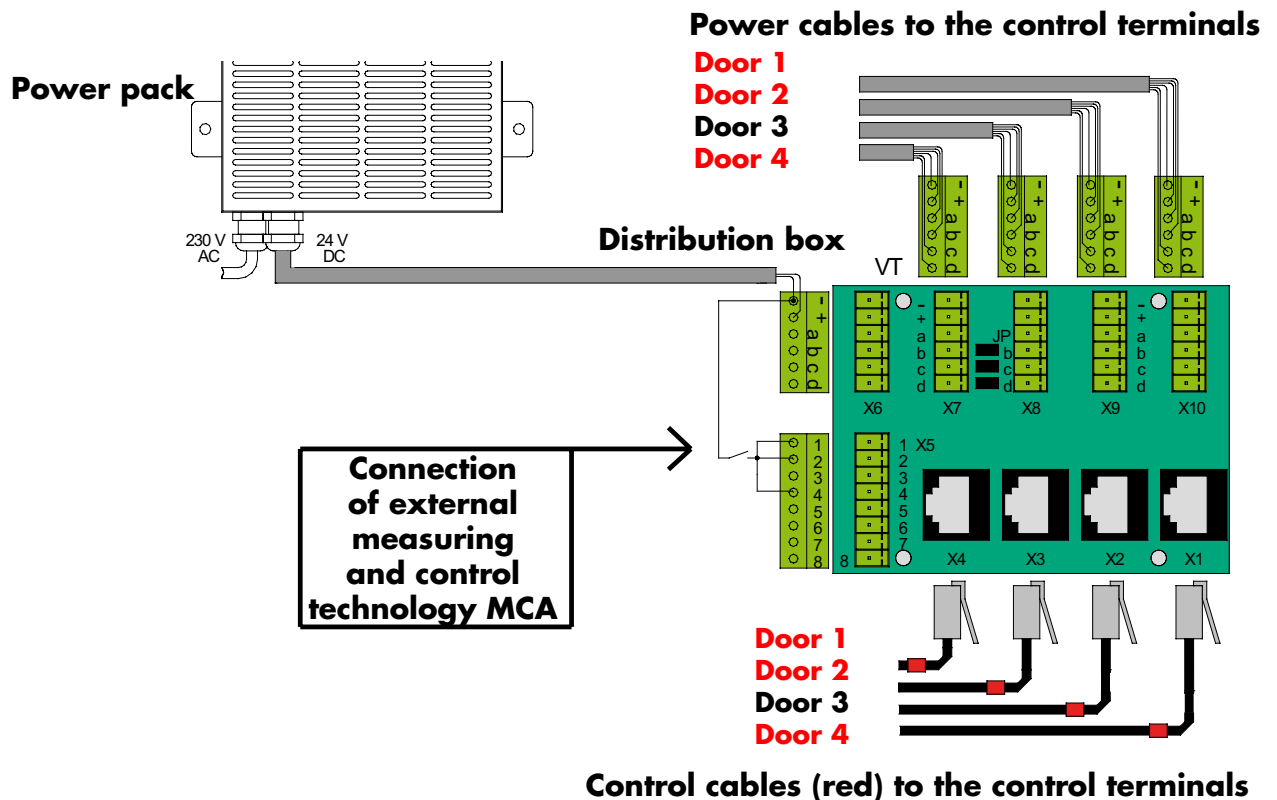 Power cables to the control terminals
Door 1
Door 2
Door 3
Door 4
Power pack
230 V
AC
24 V
DC
Distribution box
VT
- + a b c d
- + a b c d
- + a b c d
- + a b c d
- + a b c d
-
+
a
b
c
d
JP
b
c
d
-
+
a
b
c
d
X6
X7
X8
X9
X10
1
2
3
4
5
6
7
8
1 X5
2
3
4
5
6
7
8
X4
X3
X2
X1
Connection
of external
measuring
and control
technology MCA
Door 1
Door 2
Door 3
Door 4
Control cables (red) to the control terminals